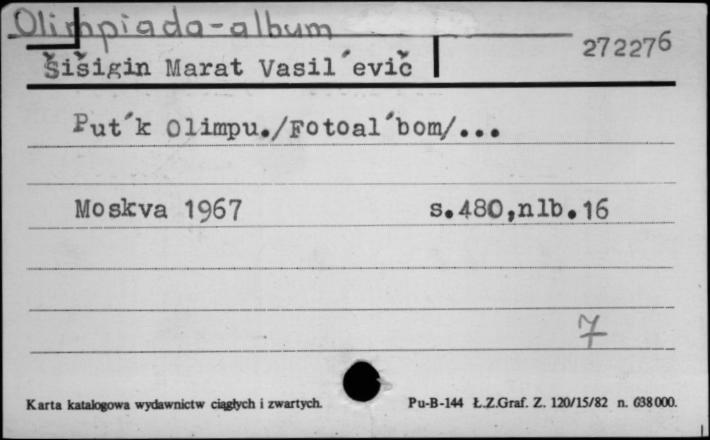 Olimpiada-album
272276
Šišigin Marat Vasil´evič
Put´k Olimpu./Fotoal´bom/...
Moskva 1967 s.480,nlb.16
7
Karta katalogowa wydawnictw ciągłych i zwartych. Pu-B-144 Ł.Z.Graf. Z. 120/15/82 n. 638000.